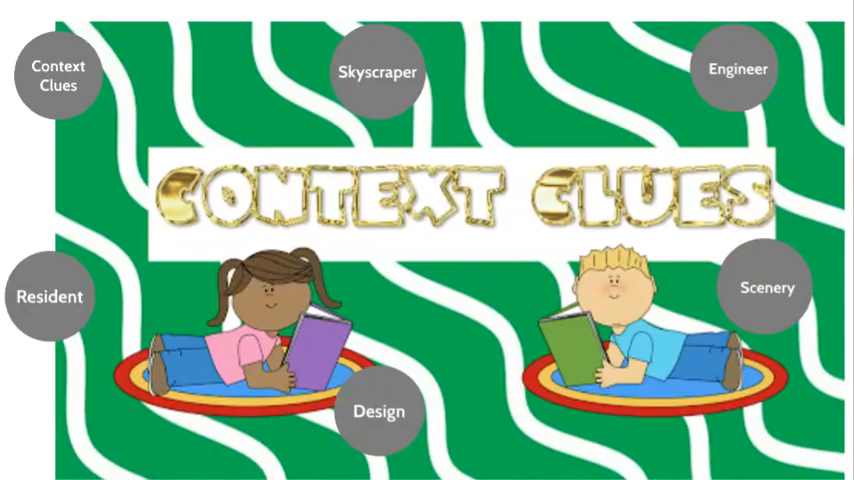 Context
Clues
Skyscraper
Engineer
CONTEXT CLUES
Resident
Scenery
Design